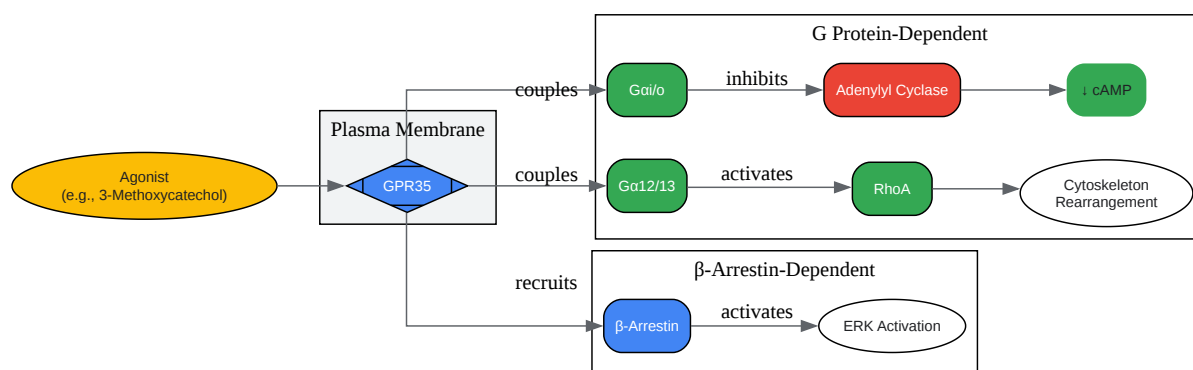 G Protein-Dependent
couples
Gαi/o
inhibits
Adenylyl Cyclase
↓ cAMP
Plasma Membrane
Agonist
(e.g., 3-Methoxycatechol)
GPR35
couples
Gα12/13
activates
RhoA
Cytoskeleton
Rearrangement
β-Arrestin-Dependent
recruits
β-Arrestin
activates
ERK Activation